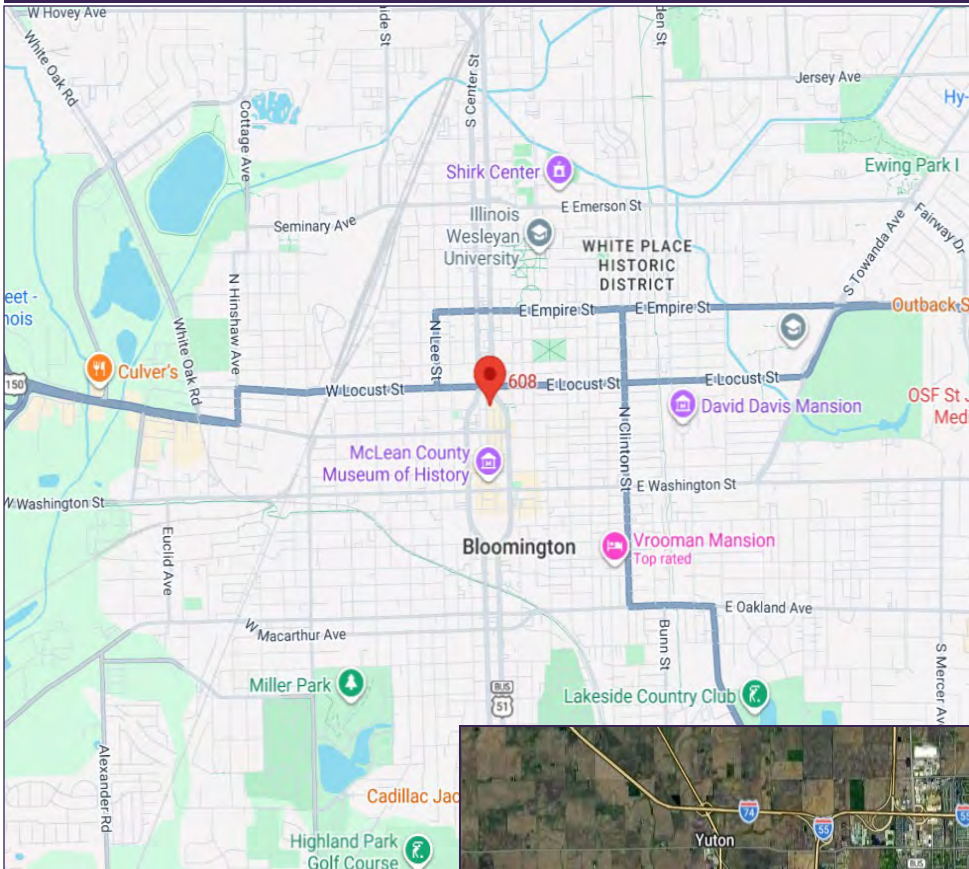 W Hovey Ave
White Oak Rd
S Center St
Jersey Ave
Hy-
Cottage Ave
Shirk Center
Ewing Park I
E Emerson St
Seminary Ave
Illinois
Wesleyan
University
WHITE PLACE
HISTORIC
DISTRICT
Fairway Dr
S Towanda Ave
N Hinshaw Ave
eet -
nois
E Empire St
E Empire St
Outback S
N Lee St
White Oak Rd
Culver's
150
W Locust St
608
E Locust St
E Locust St
David Davis Mansion
OSF St J
Med
N Clinton St
McLean County
Museum of History
E Washington St
W Washington St
Euclid Ave
Bloomington
Vrooman Mansion
Top rated
E Oakland Ave
W Macarthur Ave
Bunn St
S Mercer Av
Miller Park
BUS
51
Lakeside Country Club
Alexander Rd
Cadillac Jac
Highland Park
Golf Course
74
55
Yuton
BUS